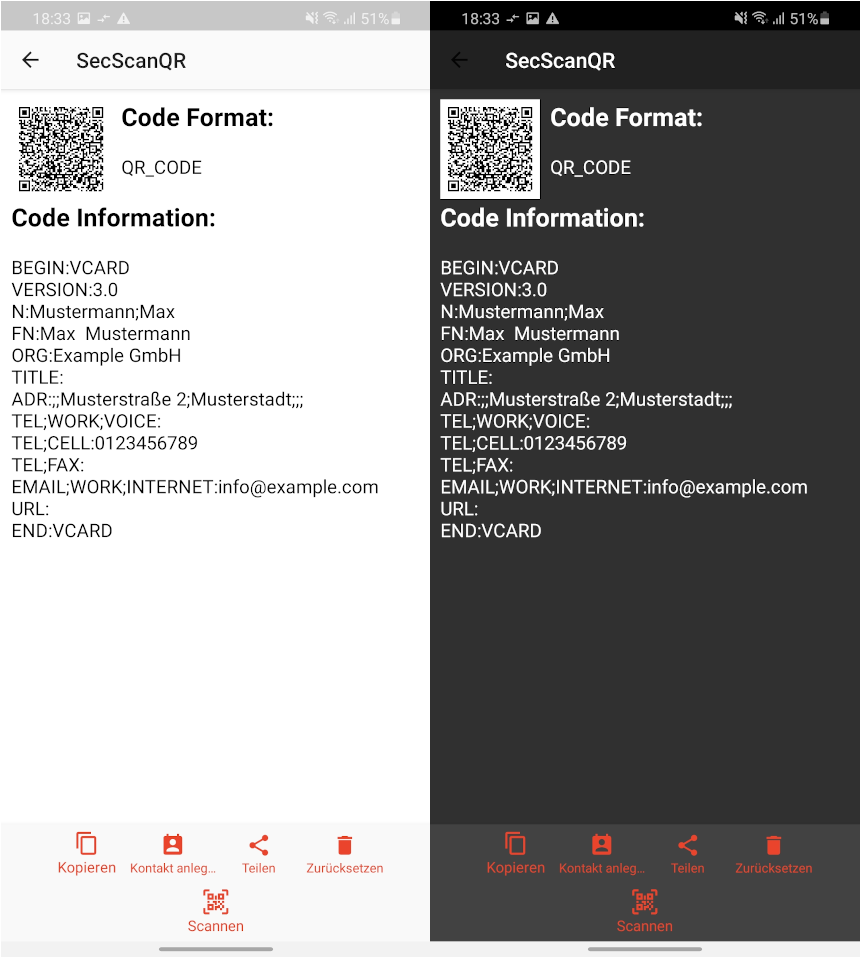 18:33 51%
SecScanQR
Code Format:
QR_CODE
Code Information:
BEGIN:VCARD
VERSION:3.0
N:Mustermann;Max
FN:Max  Mustermann
ORG:Example GmbH
TITLE:
ADR:;;Musterstraße 2;Musterstadt;;;
TEL;WORK;VOICE:
TEL;CELL:0123456789
TEL;FAX:
EMAIL;WORK;INTERNET:info@example.com
URL:
END:VCARD
Kopieren Kontakt anleg... Teilen Zurücksetzen
Scannen
18:33 51%
SecScanQR
Code Format:
QR_CODE
Code Information:
BEGIN:VCARD
VERSION:3.0
N:Mustermann;Max
FN:Max  Mustermann
ORG:Example GmbH
TITLE:
ADR:;;Musterstraße 2;Musterstadt;;;
TEL;WORK;VOICE:
TEL;CELL:0123456789
TEL;FAX:
EMAIL;WORK;INTERNET:info@example.com
URL:
END:VCARD
Kopieren Kontakt anleg... Teilen Zurücksetzen
Scannen